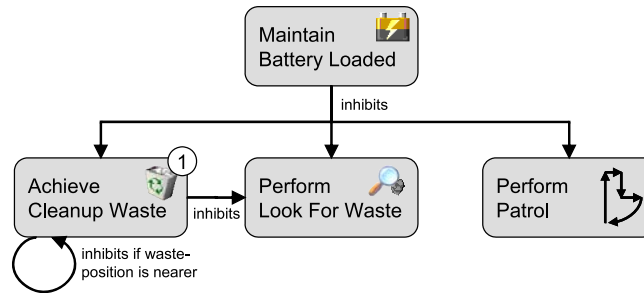 Maintain
Battery Loaded
inhibits
1
Achieve
Cleanup Waste
inhibits
Perform
Look For Waste
Perform
Patrol
inhibits if waste-
position is nearer